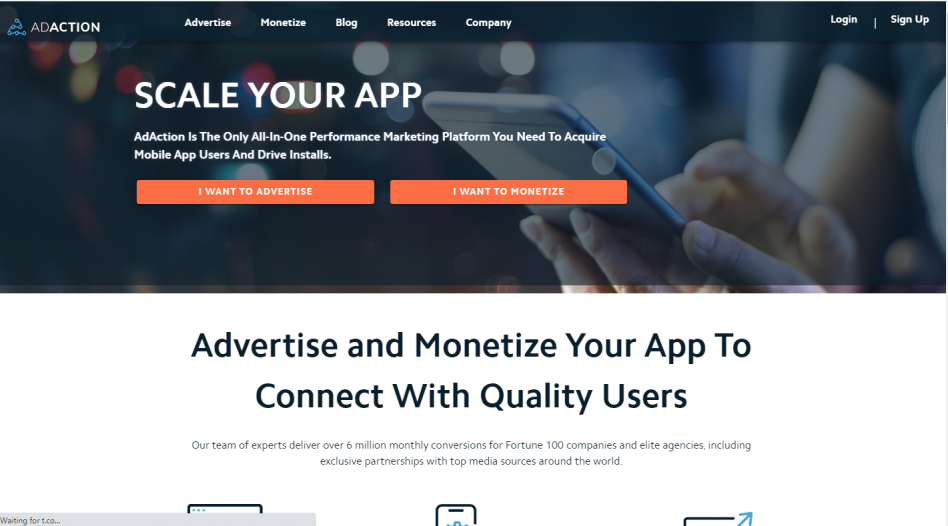 ADACTION
Advertise Monetize Blog Resources Company
Login | Sign Up
SCALE YOUR APP
AdAction Is The Only All-In-One Performance Marketing Platform You Need To Acquire
Mobile App Users And Drive Installs.
I WANT TO ADVERTISE
I WANT TO MONETIZE
Advertise and Monetize Your App To
Connect With Quality Users
Our team of experts deliver over 6 million monthly conversions for Fortune 100 companies and elite agencies, including
exclusive partnerships with top media sources around the world.
Waiting for t.co...